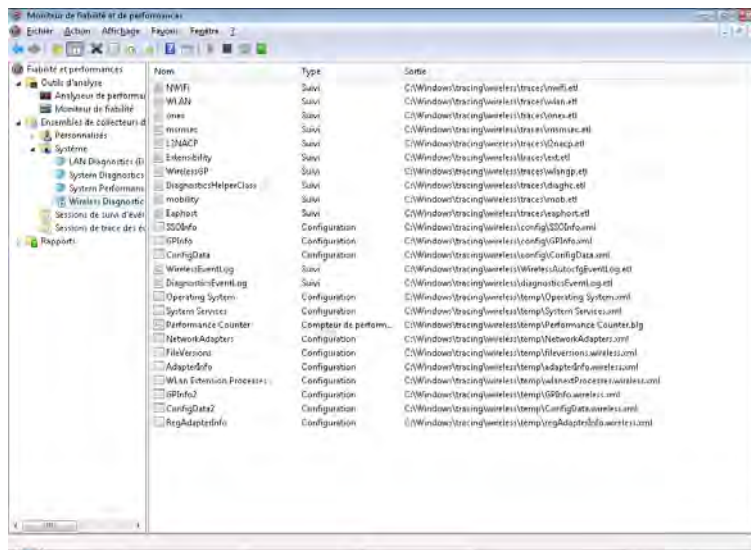 Moniteur de fiabilité et de performances
Fichier Action Affichage Favoris Fenêtre ?
Fiabilité et performances
Outils d'analyse
Analyseur de performa
Moniteur de fiabilité
Ensembles de collecteurs d
Personnalisés
Système
LAN Diagnostics (D
System Diagnostics
System Performan
Wireless Diagnostic
Sessions de suivi d'évé
Sessions de trace des év
Rapports
Nom Type Sortie
NWiFi Suivi C:\Windows\tracing\wireless\traces\nwifi.etl
WLAN Suivi C:\Windows\tracing\wireless\traces\wlan.etl
onex Suivi C:\Windows\tracing\wireless\traces\onex.etl
msmsec Suivi C:\Windows\tracing\wireless\traces\msmsec.etl
L2NACP Suivi C:\Windows\tracing\wireless\traces\l2nacp.etl
Extensibility Suivi C:\Windows\tracing\wireless\traces\ext.etl
WirelessGP Suivi C:\Windows\tracing\wireless\traces\wlangp.etl
DiagnosticsHelperClass Suivi C:\Windows\tracing\wireless\traces\diaghc.etl
mobility Suivi C:\Windows\tracing\wireless\traces\mob.etl
Eaphost Suivi C:\Windows\tracing\wireless\traces\eaphost.etl
SSOInfo Configuration C:\Windows\tracing\wireless\config\SSOInfo.xml
GPInfo Configuration C:\Windows\tracing\wireless\config\GPInfo.xml
ConfigData Configuration C:\Windows\tracing\wireless\config\ConfigData.xml
WirelessEventLog Suivi C:\Windows\tracing\wireless\WirelessAutocfgEventLog.etl
DiagnosticsEventLog Suivi C:\Windows\tracing\wireless\diagnosticsEventLog.etl
Operating System Configuration C:\Windows\tracing\wireless\temp\Operating System.xml
System Services Configuration C:\Windows\tracing\wireless\temp\System Services.xml
Performance Counter Compteur de perform... C:\Windows\tracing\wireless\temp\Performance Counter.blg
NetworkAdapters Configuration C:\Windows\tracing\wireless\temp\NetworkAdapters.xml
FileVersions Configuration C:\Windows\tracing\wireless\temp\fileversions.wireless.xml
AdapterInfo Configuration C:\Windows\tracing\wireless\temp\adapterInfo.wireless.xml
WLan Extension Processes Configuration C:\Windows\tracing\wireless\temp\wlanextProcesses.wireless.xml
GPInfo2 Configuration C:\Windows\tracing\wireless\temp\GPInfo.wireless.xml
ConfigData2 Configuration C:\Windows\tracing\wireless\temp\ConfigData.wireless.xml
RegAdapterInfo Configuration C:\Windows\tracing\wireless\temp\regAdapterInfo.wireless.xml